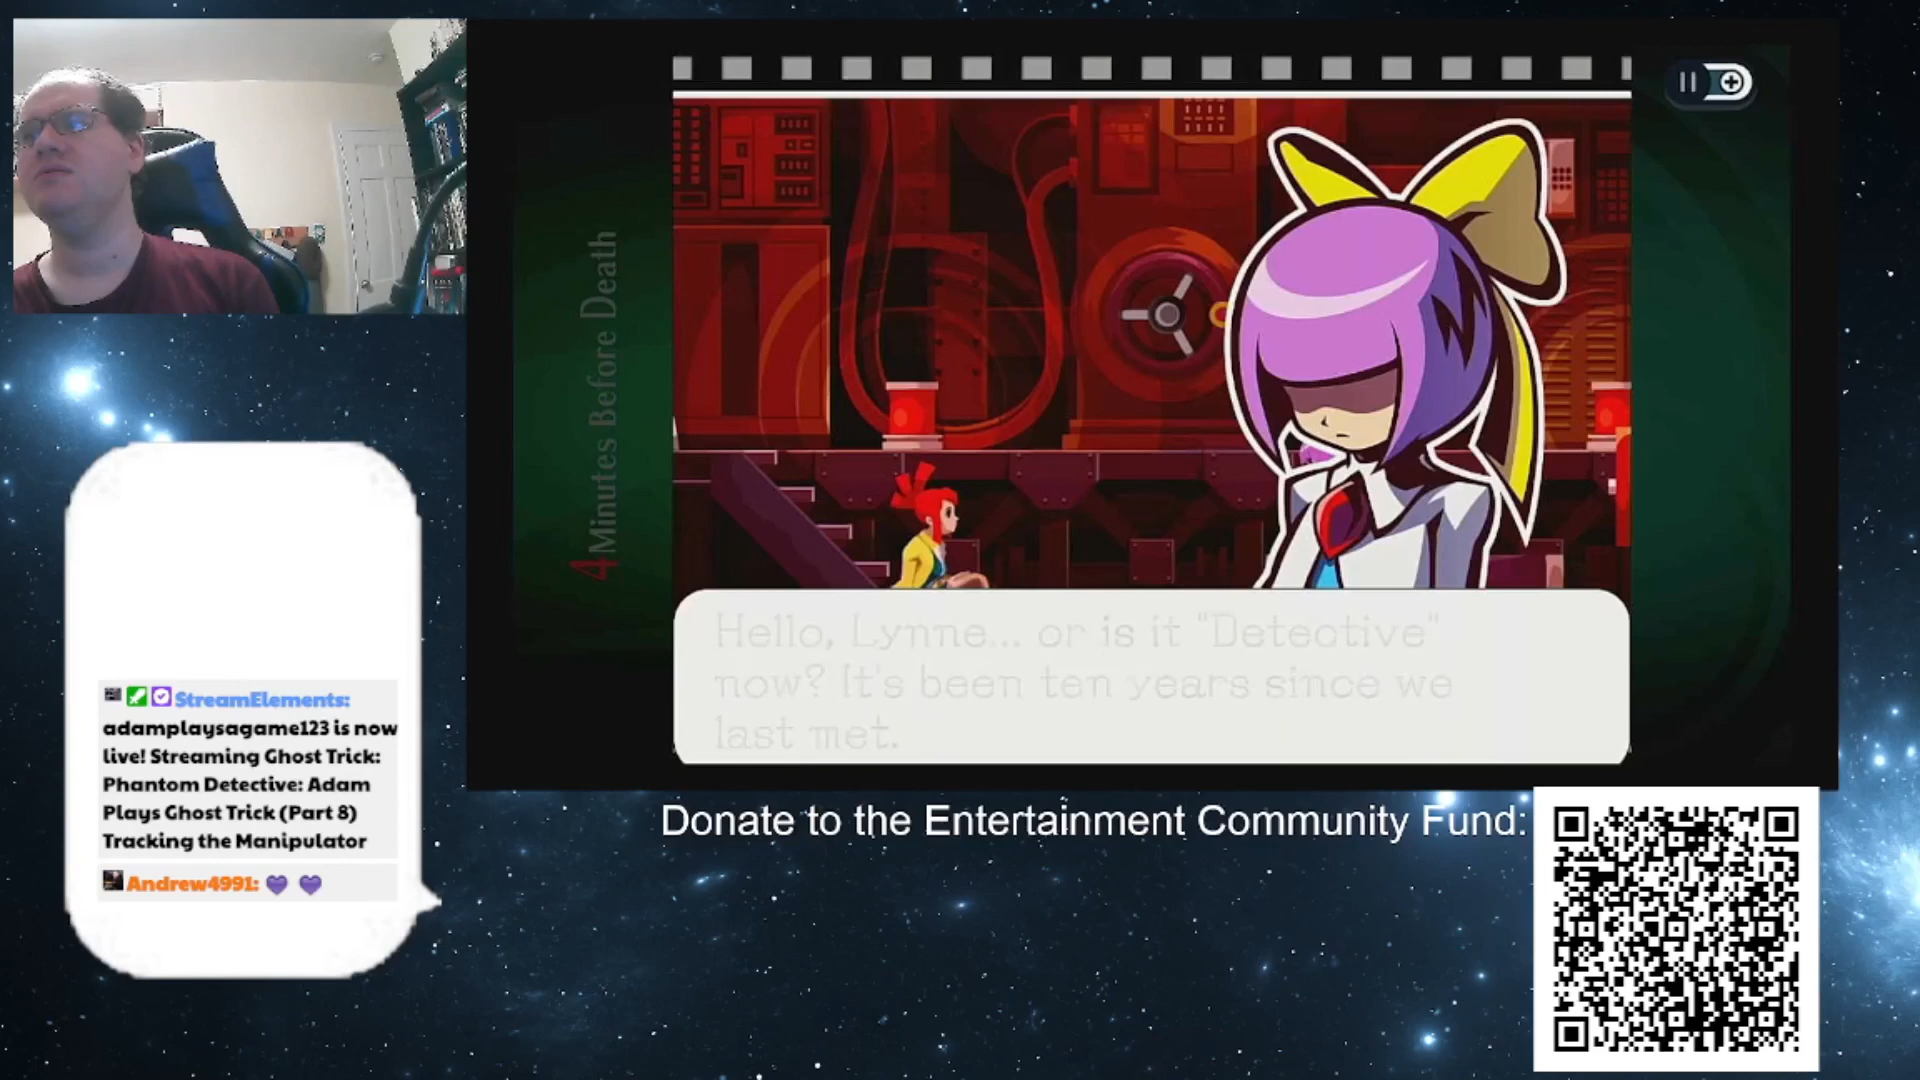 4 Minutes Before Death
Hello, Lynne... or is it "Detective"
now? It's been ten years since we
last met.
StreamElements:
adamplaysagame123 is now
live! Streaming Ghost Trick:
Phantom Detective: Adam
Plays Ghost Trick (Part 8)
Tracking the Manipulator
Andrew4991:
Donate to the Entertainment Community Fund: